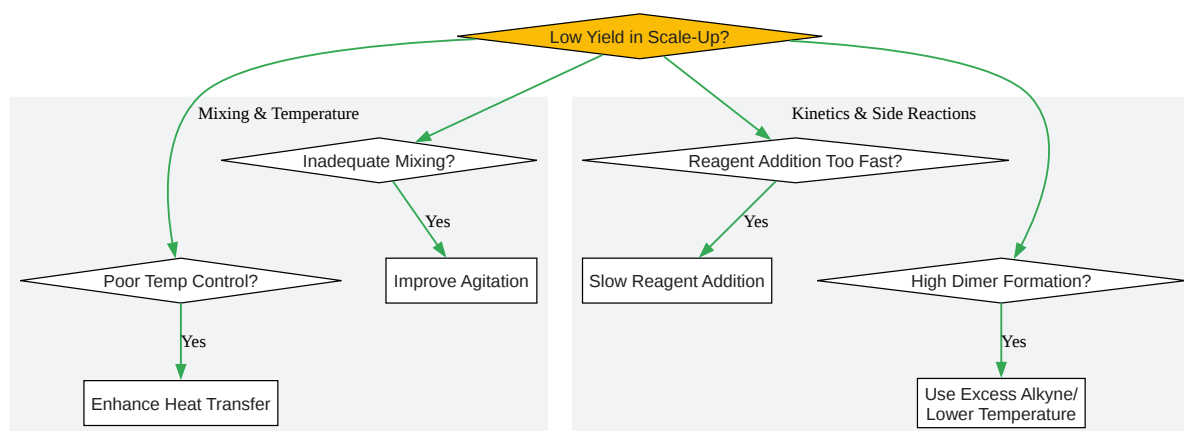 Low Yield in Scale-Up?
Mixing & Temperature
Kinetics & Side Reactions
Inadequate Mixing?
Reagent Addition Too Fast?
Yes
Yes
Poor Temp Control?
Improve Agitation
Slow Reagent Addition
High Dimer Formation?
Yes
Yes
Enhance Heat Transfer
Use Excess Alkyne/
Lower Temperature